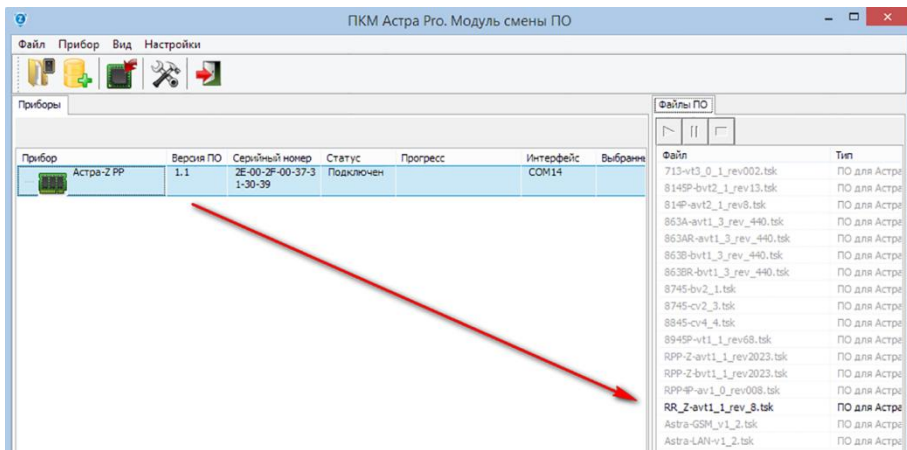 ПКМ Астра Pro. Модуль смены ПО
Файл Прибор Вид Настройки
Приборы
Файлы ПО
Прибор Версия ПО Серийный номер Статус Прогресс Интерфейс
Астра-Z РР 1.1 2E-00-2F-00-37-3 Подключен COM14
1-30-39
Файл Тип
713-vt3_0_1_rev002.tsk ПО для Астра
8145P-bvt2_1_rev13.tsk ПО для Астра
814P-avt2_1_rev8.tsk ПО для Астра
863A-avt1_3_rev_440.tsk ПО для Астра
863AR-avt1_3_rev_440.tsk ПО для Астра
863B-bvt1_3_rev_440.tsk ПО для Астра
863BR-bvt1_3_rev_440.tsk ПО для Астра
8745-bv2_1.tsk ПО для Астра
8745-cv2_3.tsk ПО для Астра
8845-cv4_4.tsk ПО для Астра
8945P-vt1_1_rev68.tsk ПО для Астра
RPP-Z-avt1_1_rev2023.tsk ПО для Астра
RPP-Z-bvt1_1_rev2023.tsk ПО для Астра
RPP4P-av1_0_rev008.tsk ПО для Астра
RR_Z-avt1_1_rev_8.tsk ПО для Астра
Astra-GSM_v1_2.tsk ПО для Астра
Astra-LAN-v1_2.tsk ПО для Астра